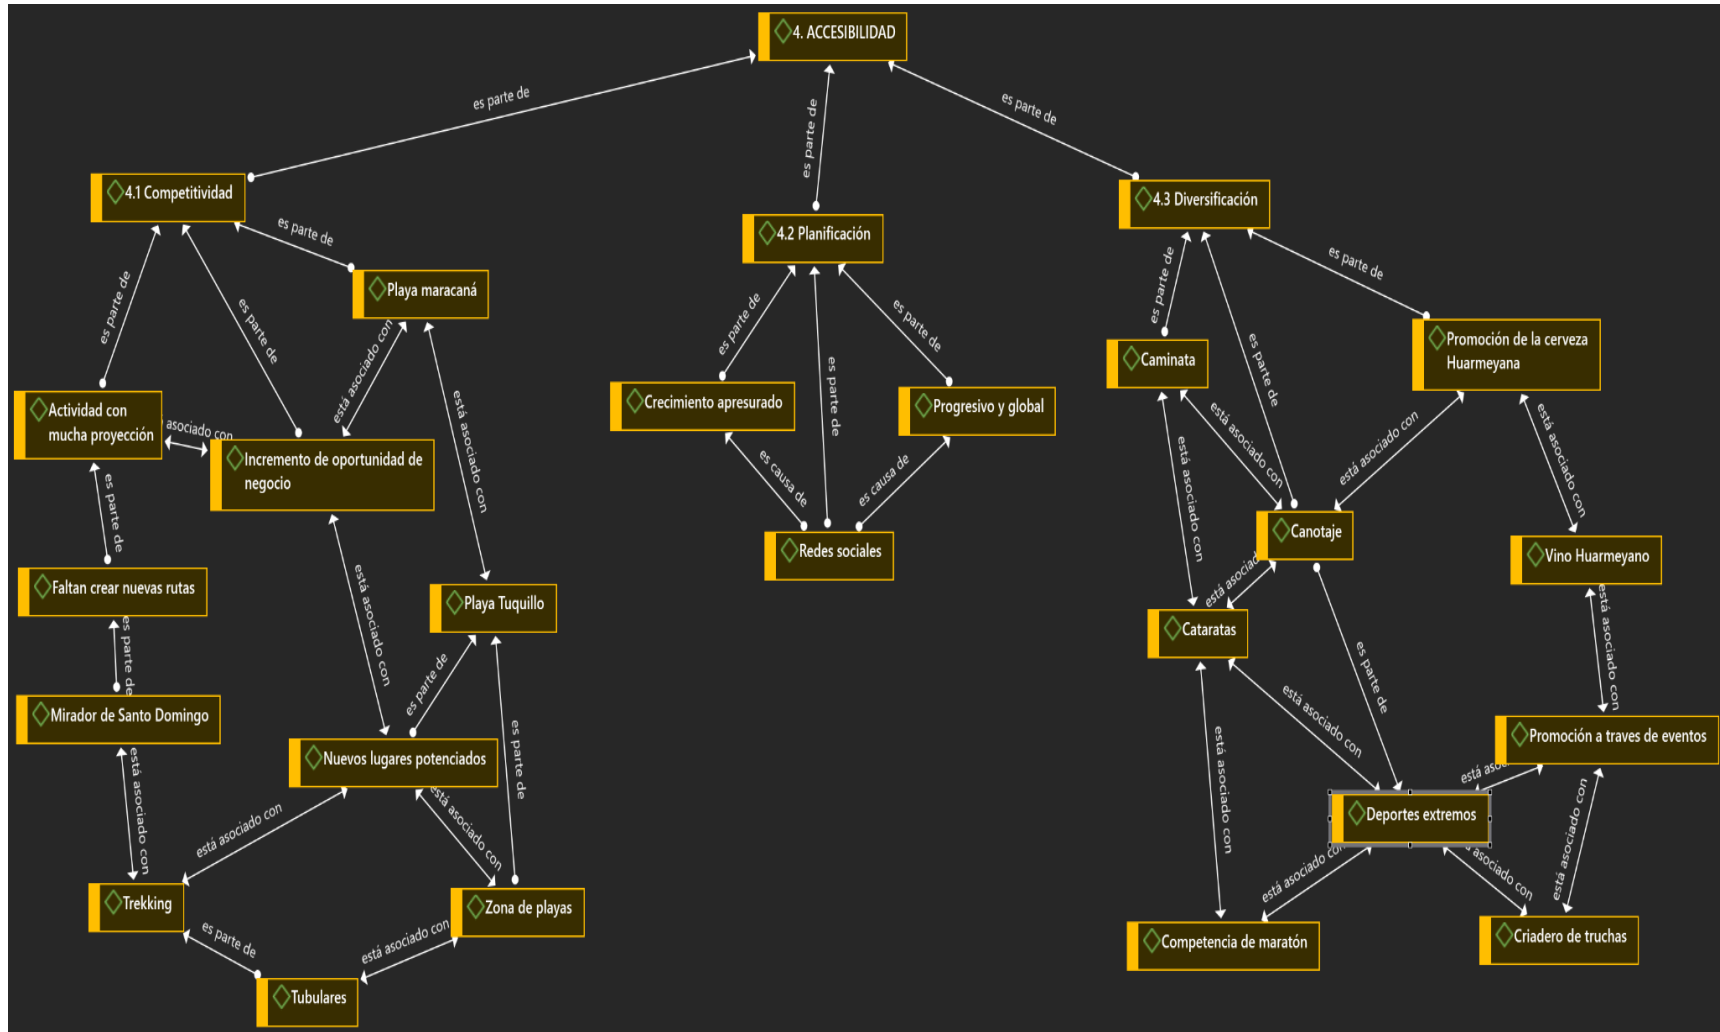 4. ACCESIBILIDAD
es parte de
es parte de
es parte de
4.1 Competitividad
4.2 Planificación
4.3 Diversificación
es parte de
es parte de
es parte de
Playa maracaná
está asociado con
está asociado con
Actividad con
mucha proyección
asociado con
Incremento de oportunidad de
negocio
es parte de
Faltan crear nuevas rutas
es parte de
Mirador de Santo Domingo
está asociado con
está asociado con
Playa Tuquillo
es parte de
es parte de
Nuevos lugares potenciados
está asociado con
está asociado con
Trekking
Zona de playas
es parte de
está asociado con
Tubulares
es parte de
es parte de
es parte de
Crecimiento apresurado
Progresivo y global
es causa de
es causa de
Redes sociales
es parte de
es parte de
es parte de
Caminata
Promoción de la cerveza
Huarmeyana
está asociado con
está asociado con
está asociado con
está asociado con
Canotaje
Vino Huarmeyano
está asociad
Cataratas
es parte de
está asociado con
está asociado con
está asociado con
Promoción a traves de eventos
está asoc
Deportes extremos
está asociado con
á asociado con
está asociado con
Competencia de maratón
Criadero de truchas